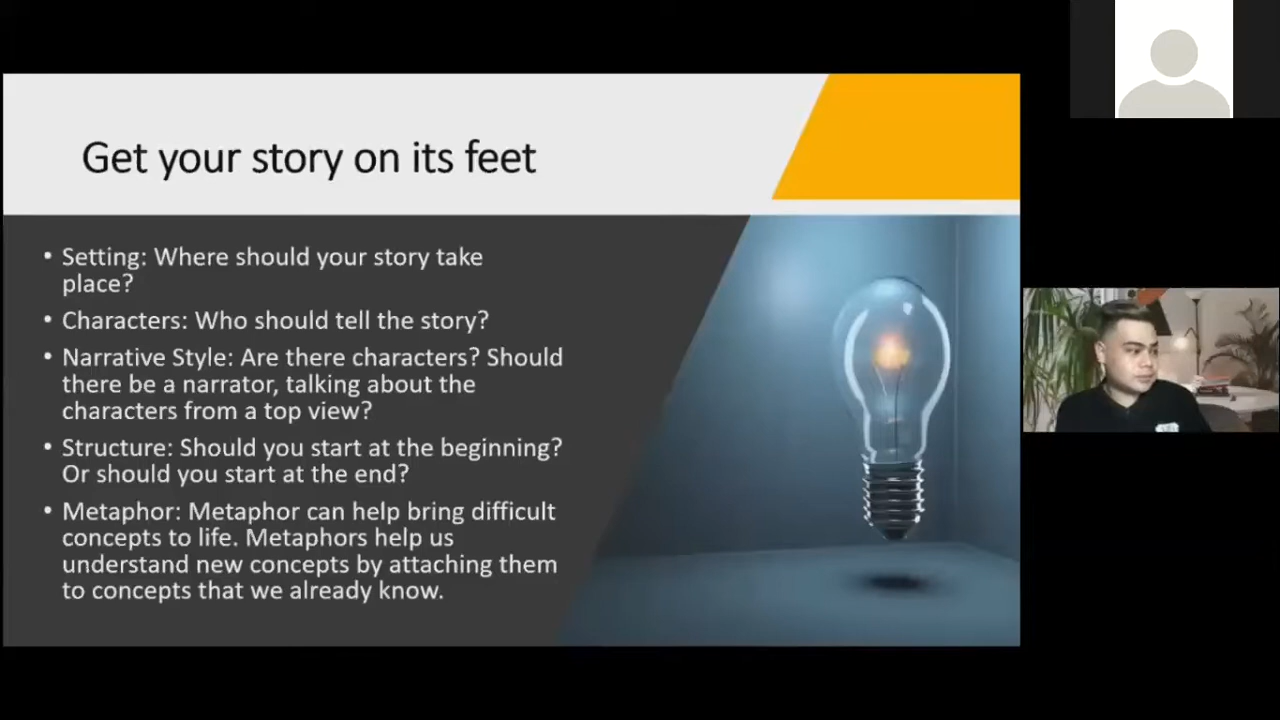 Get your story on its feet
• Setting: Where should your story take
place?
• Characters: Who should tell the story?
• Narrative Style: Are there characters? Should
there be a narrator, talking about the
characters from a top view?
• Structure: Should you start at the beginning?
Or should you start at the end?
• Metaphor: Metaphor can help bring difficult
concepts to life. Metaphors help us
understand new concepts by attaching them
to concepts that we already know.